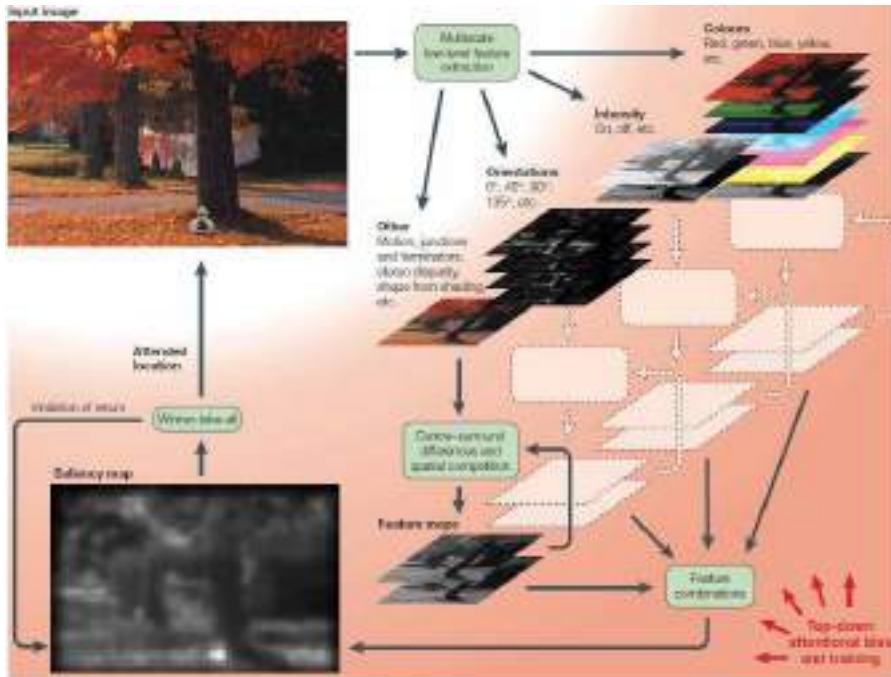 Input image
Multiscale
low-level feature
extraction
Colours
Red, green, blue, yellow,
etc.
Intensity
On, off, etc.
Orientations
0°, 45°, 90°,
135°, etc.
Other
Motion, junctions
and terminators,
stereo disparity,
shape from shading,
etc.
Attended
location
Inhibition of return
Winner-take-all
Centre-surround
differences and
spatial competition
Saliency map
Feature maps
Feature
combinations
Top-down
attentional bias
and training